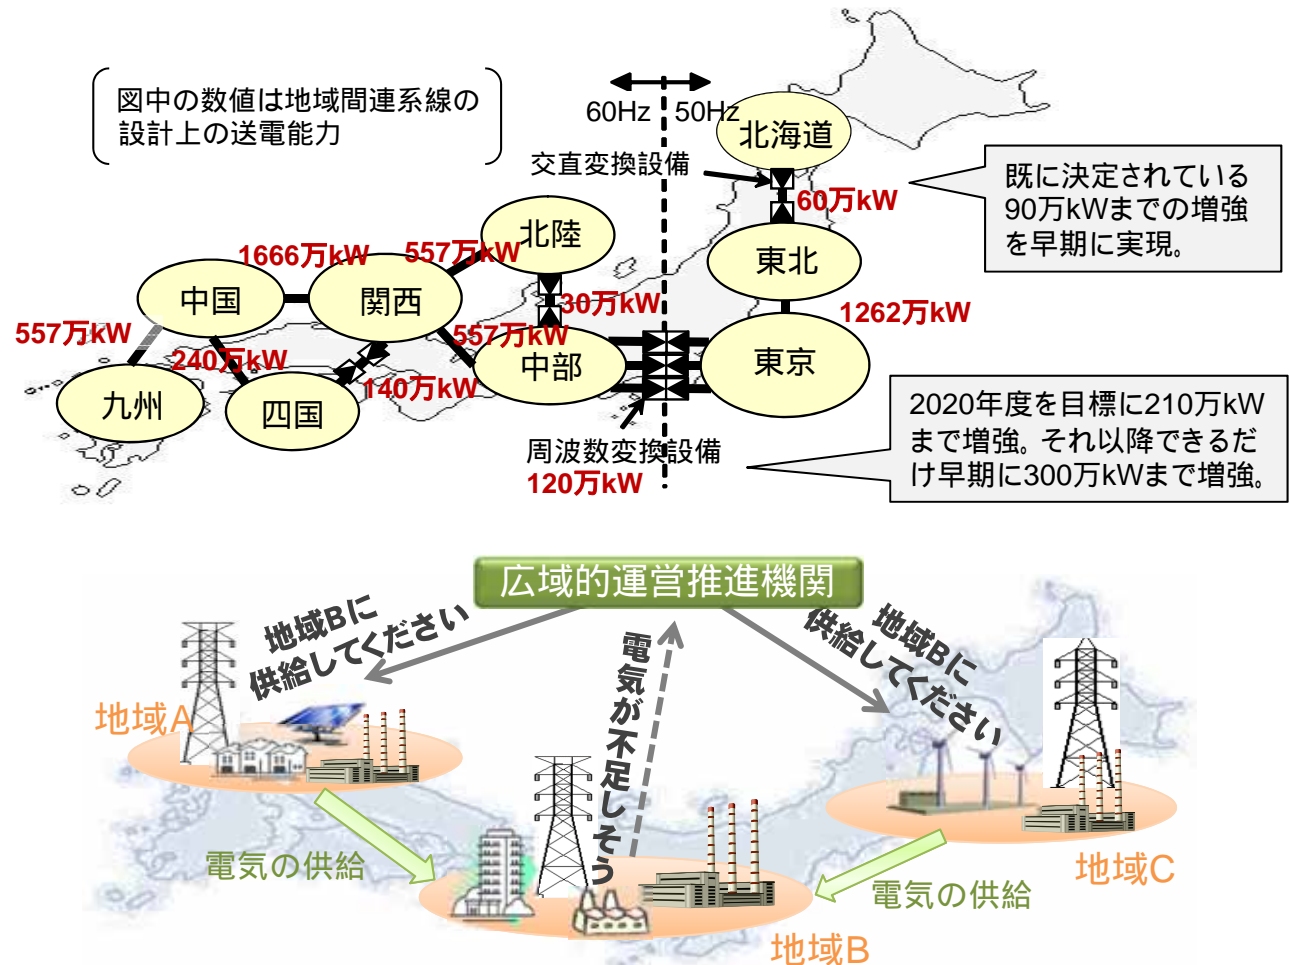 図中の数値は地域間連系線の
設計上の送電能力
60Hz
50Hz
北海道
交直変換設備
60万kW
既に決定されている
90万kWまでの増強
を早期に実現。
北陸
東北
1666万kW
557万kW
中国
関西
30万kW
1262万kW
557万kW
557万kW
240万kW
140万kW
中部
東京
九州
四国
周波数変換設備
120万kW
2020年度を目標に210万kW
まで増強。それ以降できるだ
け早期に300万kWまで増強。
広域的運営推進機関
地域Bに
供給してください
電気が不足しそう
地域Bに
供給してください
地域A
電気の供給
電気の供給
地域C
地域B